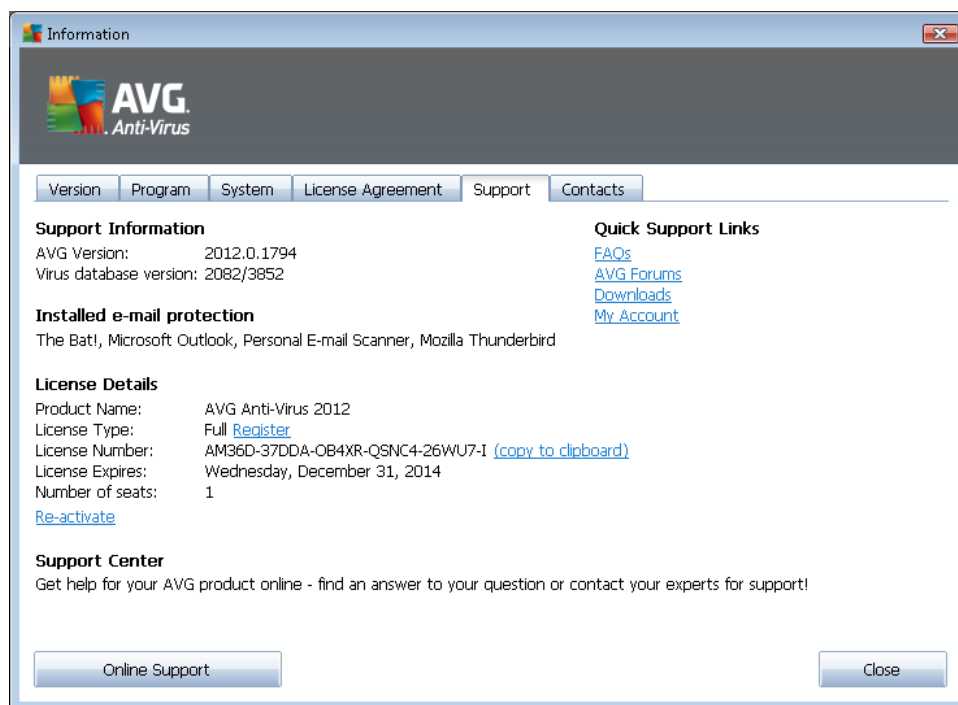 Information
AVG.
Anti-Virus
Version Program System License Agreement Support Contacts
Support Information
AVG Version: 2012.0.1794
Virus database version: 2082/3852
Quick Support Links
FAQs
AVG Forums
Downloads
My Account
Installed e-mail protection
The Bat!, Microsoft Outlook, Personal E-mail Scanner, Mozilla Thunderbird
License Details
Product Name: AVG Anti-Virus 2012
License Type: Full Register
License Number: AM36D-37DDA-OB4XR-QSNC4-26WU7-I (copy to clipboard)
License Expires: Wednesday, December 31, 2014
Number of seats: 1
Re-activate
Support Center
Get help for your AVG product online - find an answer to your question or contact your experts for support!
Online Support Close